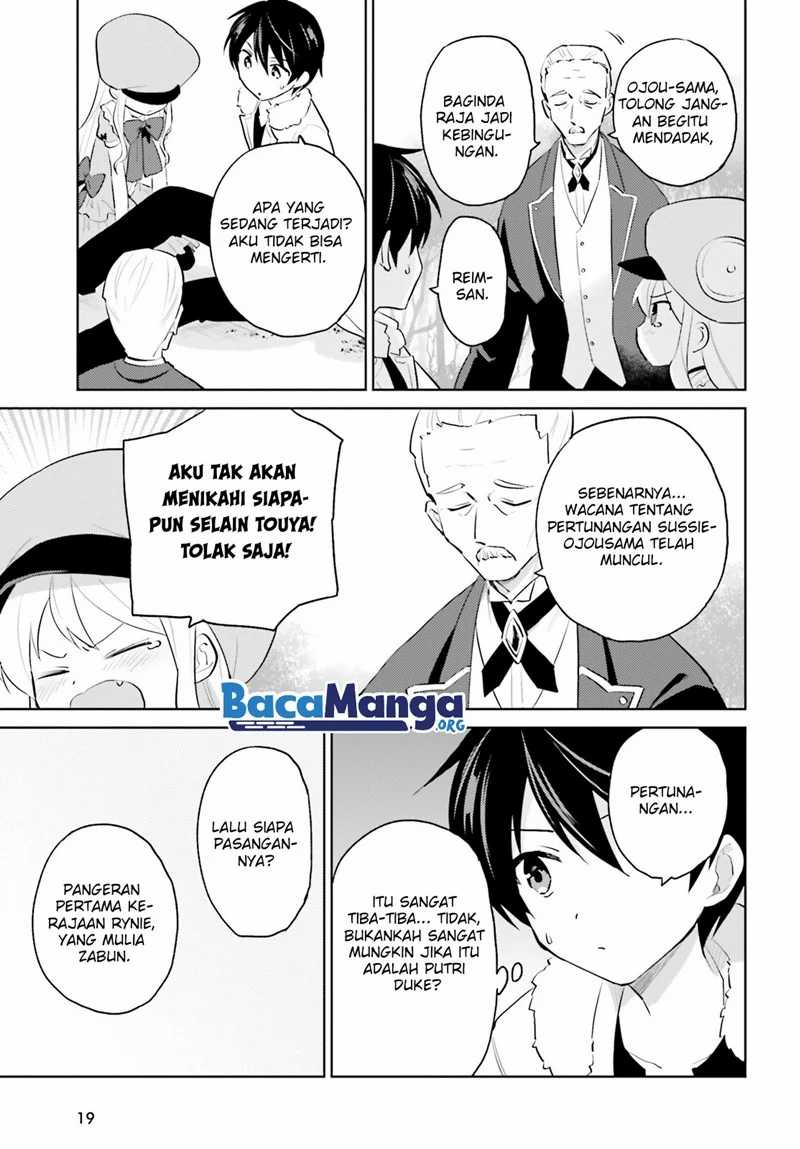 OJOU-SAMA,
TOLONG JANG-
AN BEGITU
MENDADAK,
BAGINDA
RAJA JADI
KEBINGU-
NGAN.
REIM-
SAN.
APA YANG
SEDANG TERJADI?
AKU TIDAK BISA
MENGERTI.
SEBENARNYA...
WACANA TENTANG
PERTUNANGAN SUSSIE-
OJOUSAMA TELAH
MUNCUL.
AKU TAK AKAN
MENIKAHI SIAPA-
PUN SELAIN TOUYA!
TOLAK SAJA!
BACAMANGA
.ORG
PERTUNA-
NGAN...
ITU SANGAT
TIBA-TIBA... TIDAK,
BUKANKAH SANGAT
MUNGKIN JIKA ITU
ADALAH PUTRI
DUKE?
LALU SIAPA
PASANGAN-
NYA?
PANGERAN
PERTAMA KE-
RAJAAN RYNIE,
YANG MULIA
ZABUN.
19